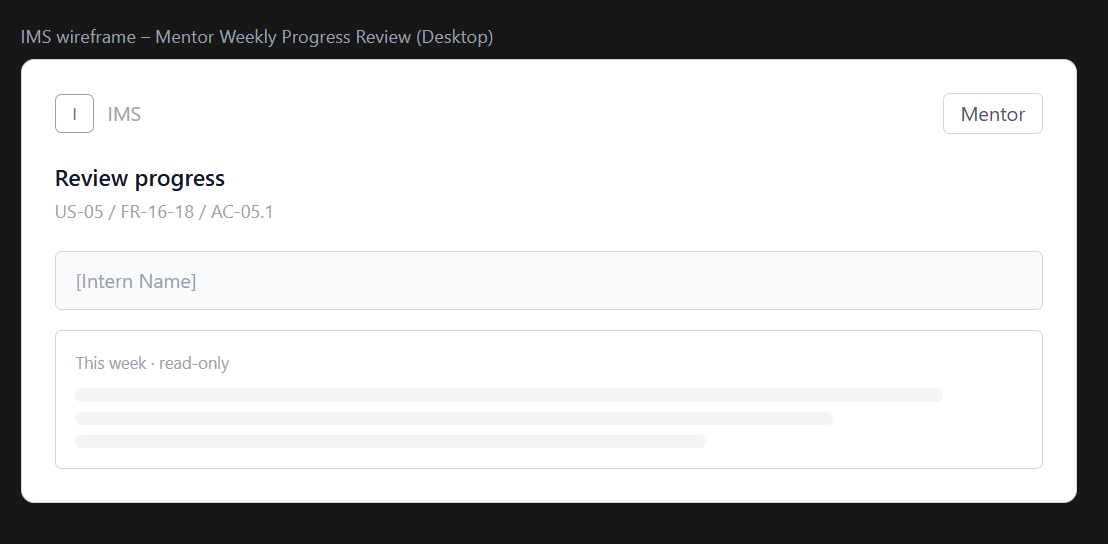 IMS wireframe – Mentor Weekly Progress Review (Desktop)
I IMS
Mentor
Review progress
US-05 / FR-16-18 / AC-05.1
[Intern Name]
This week · read-only